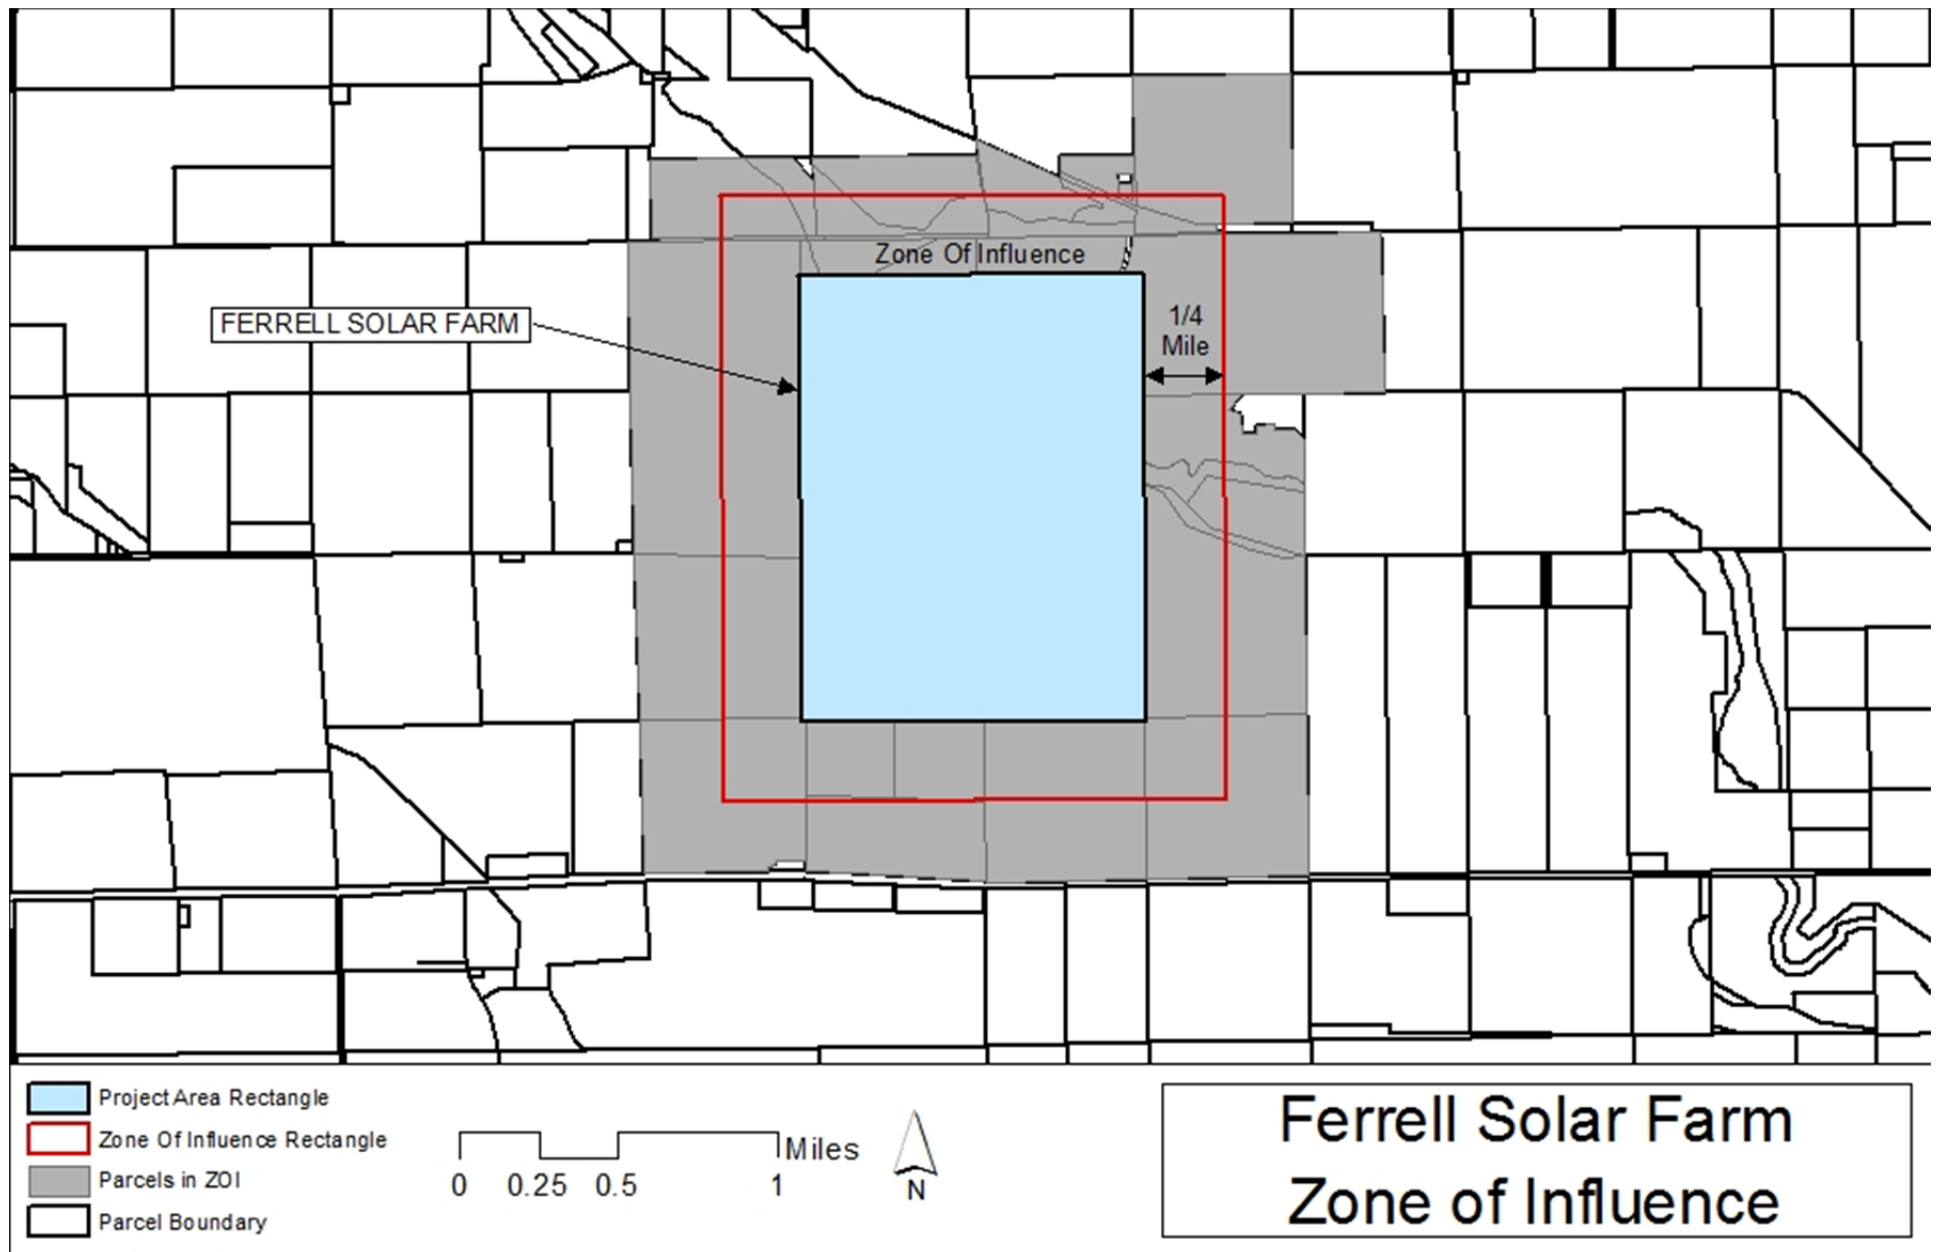 Zone Of Influence
FERRELL SOLAR FARM
1/4
Mile
Project Area Rectangle
Zone Of Influence Rectangle
Parcels in ZOI
Parcel Boundary
Miles
0 0.25 0.5 1
N
Ferrell Solar Farm
Zone of Influence